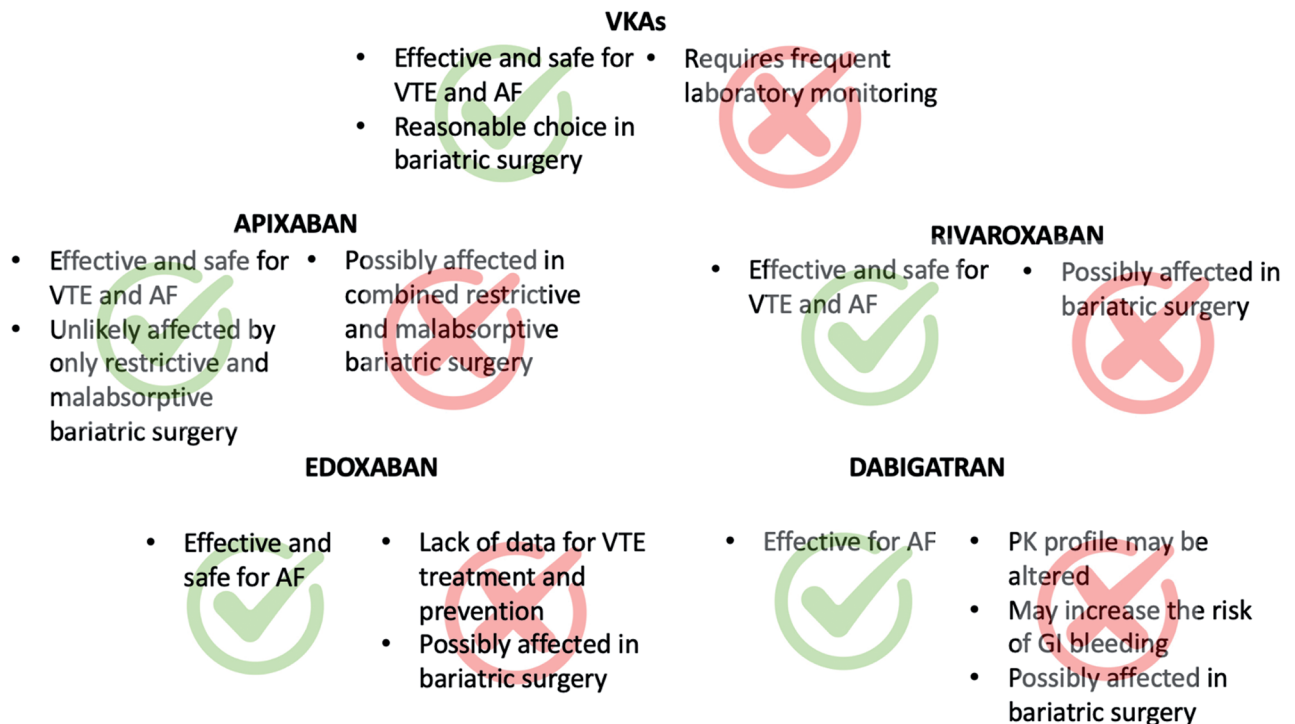 VKAs
• Effective and safe for
VTE and AF
• Reasonable choice in
bariatric surgery
• Requires frequent
laboratory monitoring
APIXABAN
• Effective and safe for
VTE and AF
• Unlikely affected by
only restrictive and
malabsorptive
bariatric surgery
• Possibly affected in
combined restrictive
and malabsorptive
bariatric surgery
RIVAROXABAN
• Effective and safe for
VTE and AF
• Possibly affected in
bariatric surgery
EDOXABAN
• Effective and
safe for AF
• Lack of data for VTE
treatment and
prevention
• Possibly affected in
bariatric surgery
DABIGATRAN
• Effective for AF
• PK profile may be
altered
• May increase the risk
of GI bleeding
• Possibly affected in
bariatric surgery